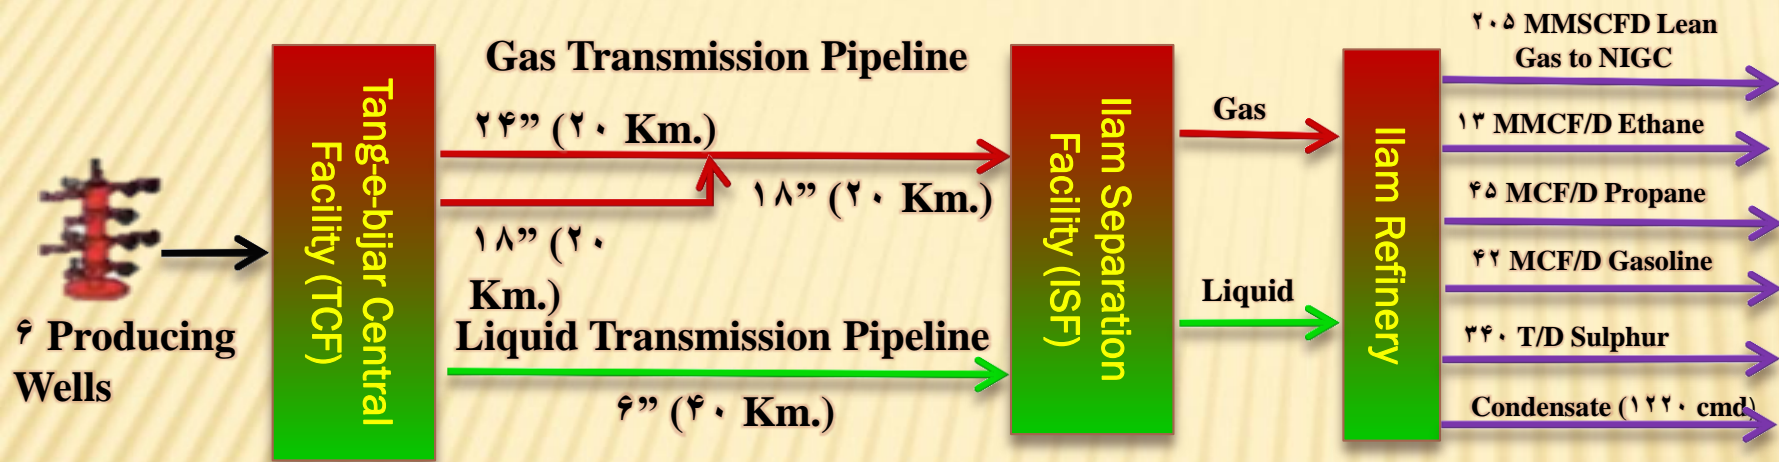 ۶ Producing
Wells
Tang-e-bijar Central
Facility (TCF)
Gas Transmission Pipeline
۲۴” (۲۰ Km.)
۱۸” (۲۰ Km.)
۱۸” (۲۰
Km.)
Liquid Transmission Pipeline
۶” (۴۰ Km.)
Ilam Separation
Facility (ISF)
Gas
Liquid
Ilam Refinery
۲۰۵ MMSCFD Lean
Gas to NIGC
۱۳ MMCF/D Ethane
۴۵ MCF/D Propane
۴۲ MCF/D Gasoline
۳۴۰ T/D Sulphur
Condensate (۱۲۲۰ cmd)